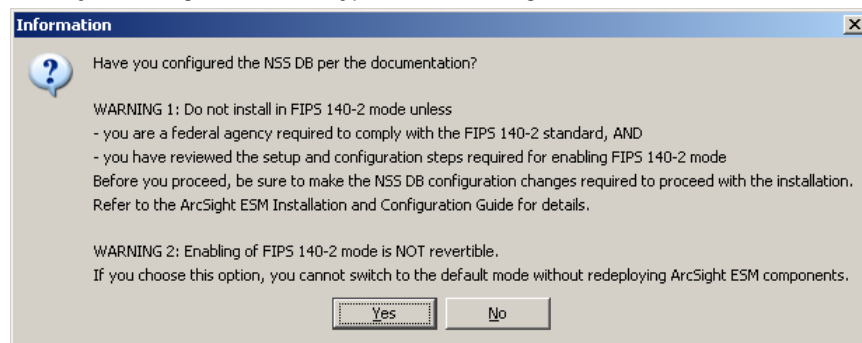 Information
Have you configured the NSS DB per the documentation?
WARNING 1: Do not install in FIPS 140-2 mode unless
- you are a federal agency required to comply with the FIPS 140-2 standard, AND
- you have reviewed the setup and configuration steps required for enabling FIPS 140-2 mode
Before you proceed, be sure to make the NSS DB configuration changes required to proceed with the installation.
Refer to the ArcSight ESM Installation and Configuration Guide for details.
WARNING 2: Enabling of FIPS 140-2 mode is NOT revertible.
If you choose this option, you cannot switch to the default mode without redeploying ArcSight ESM components.
Yes No